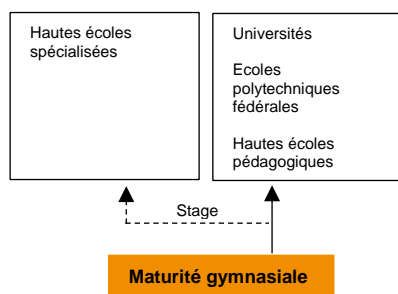 Hautes écoles
spécialisées
Universités
Ecoles
polytechniques
fédérales
Hautes écoles
pédagogiques
Stage
Maturité gymnasiale